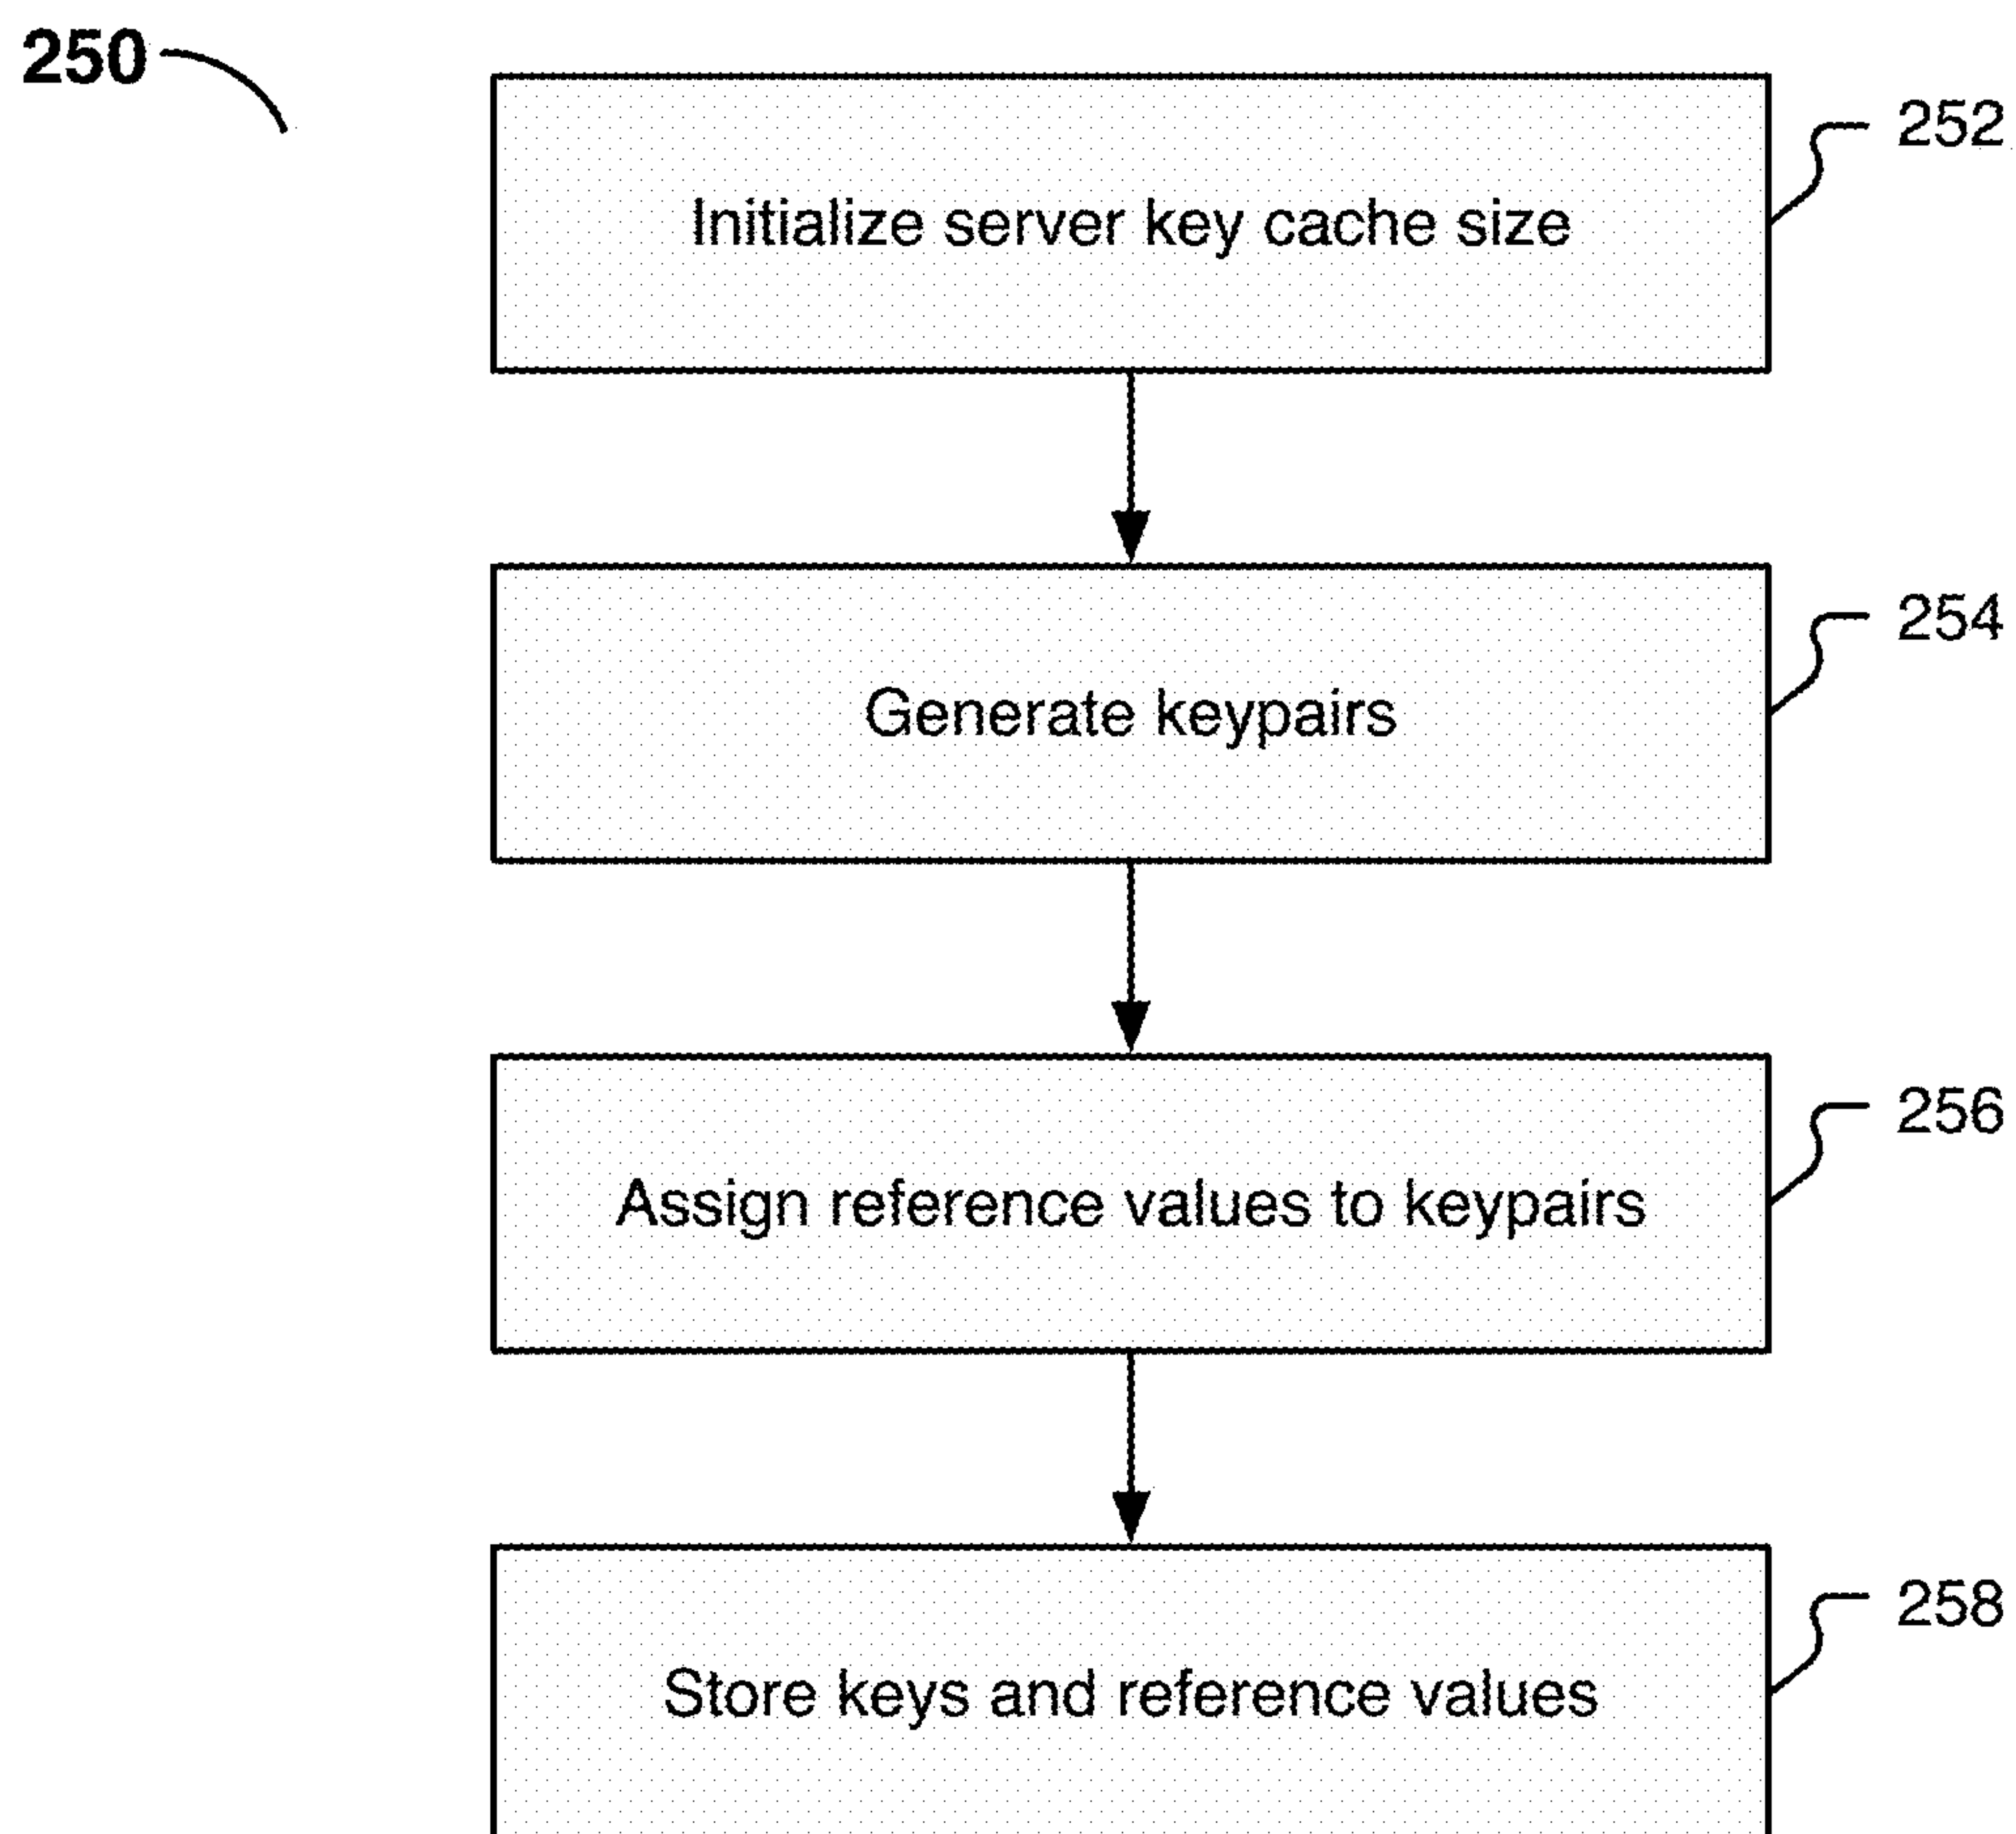 250
252
Initialize server key cache size
254
Generate keypairs
256
Assign reference values to keypairs
258
Store keys and reference values